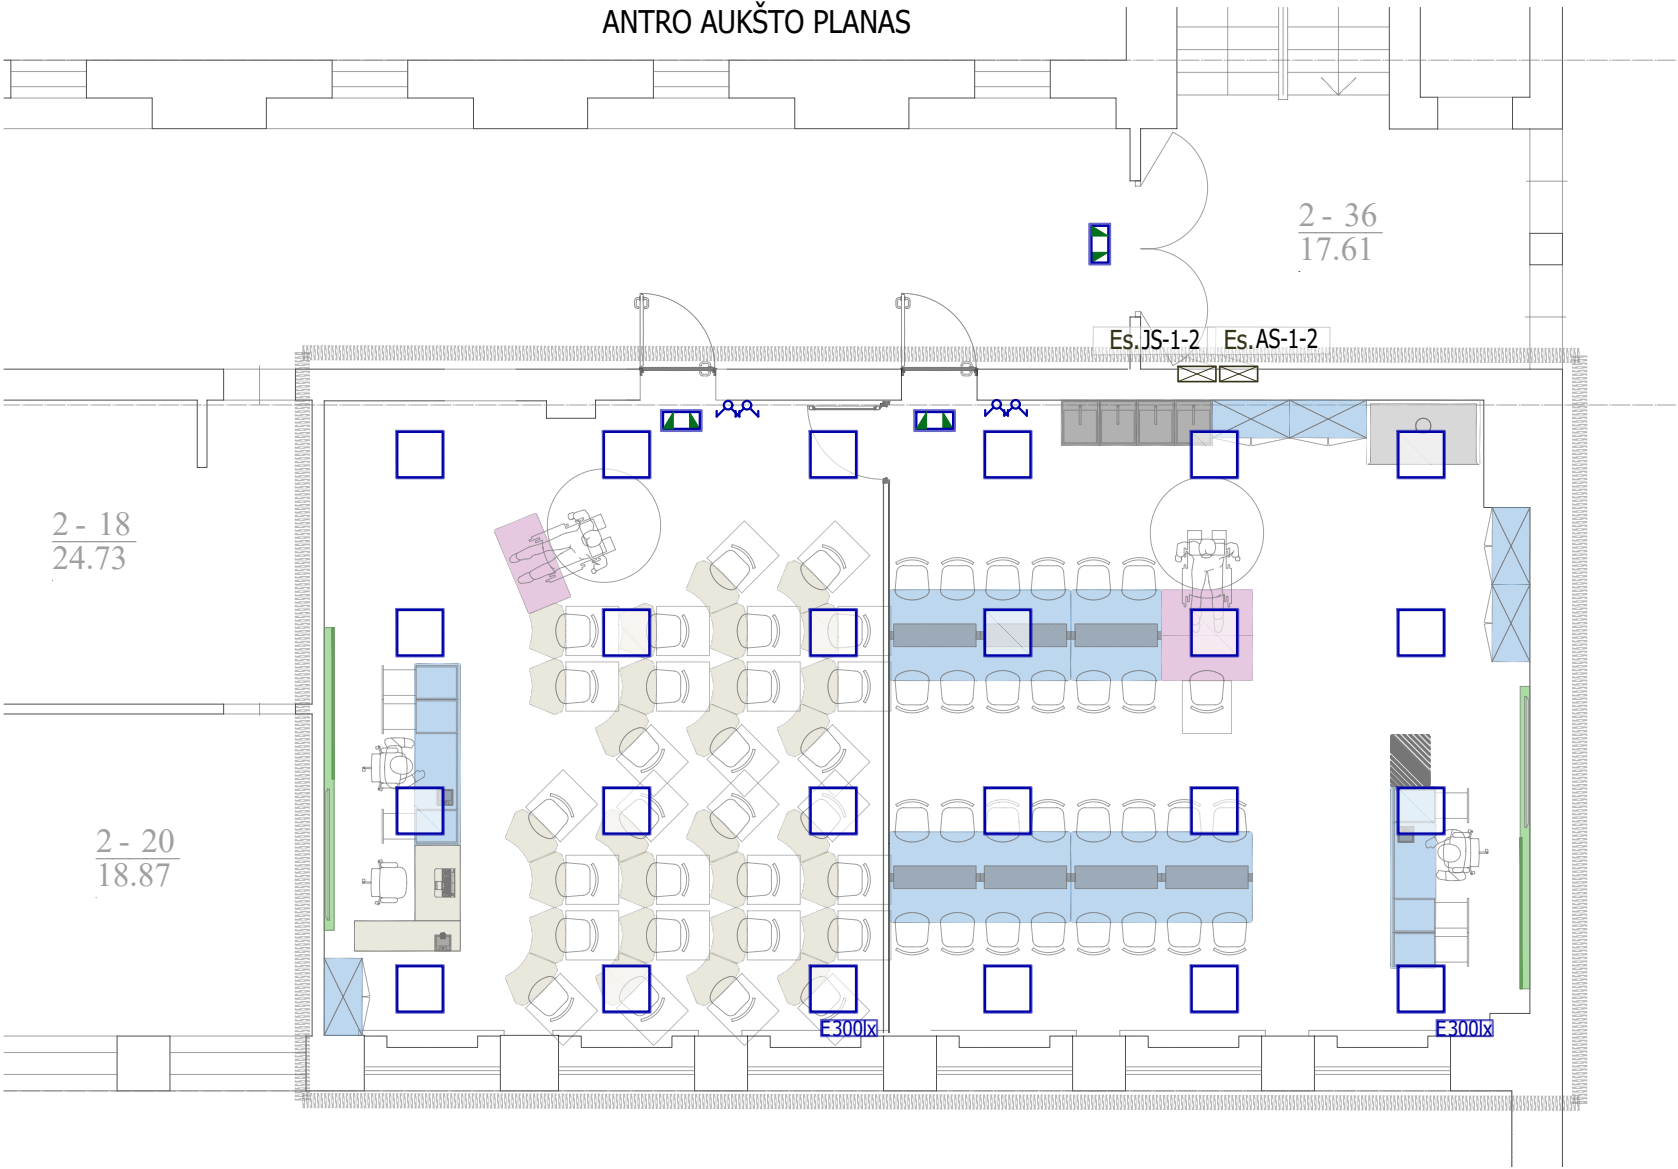 ANTRO AUKŠTO PLANAS
2 - 36
17.61
Es.JS-1-2
Es.AS-1-2
2 - 18
24.73
2 - 20
18.87
E300lx
E300lx